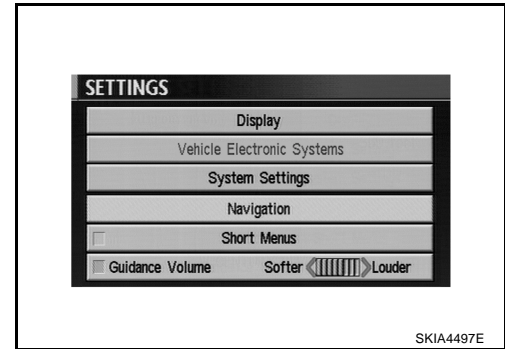 SETTINGS
Display
Vehicle Electronic Systems
System Settings
Navigation
Short Menus
Guidance Volume Softer Louder
SKIA4497E